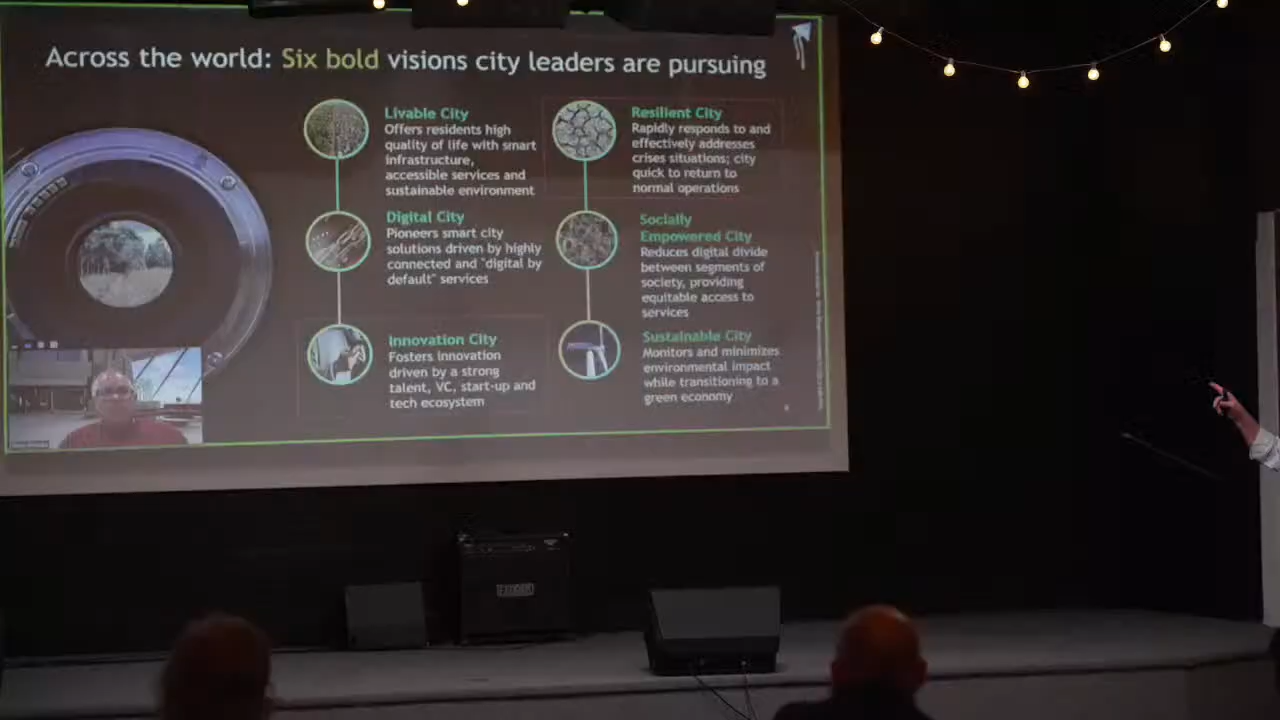 Across the world: Six bold visions city leaders are pursuing
Livable City
Offers residents high
quality of life with smart
infrastructure,
accessible services and
sustainable environment
Digital City
Pioneers smart city
solutions driven by highly
connected and "digital by
default" services
Innovation City
Fosters innovation
driven by a strong
talent, VC, start-up and
tech ecosystem
Resilient City
Rapidly responds to and
effectively addresses
crises situations; city
quick to return to
normal operations
Socially
Empowered City
Reduces digital divide
between segments of
society, providing
equitable access to
services
Sustainable City
Monitors and minimizes
environmental impact
while transitioning to a
green economy